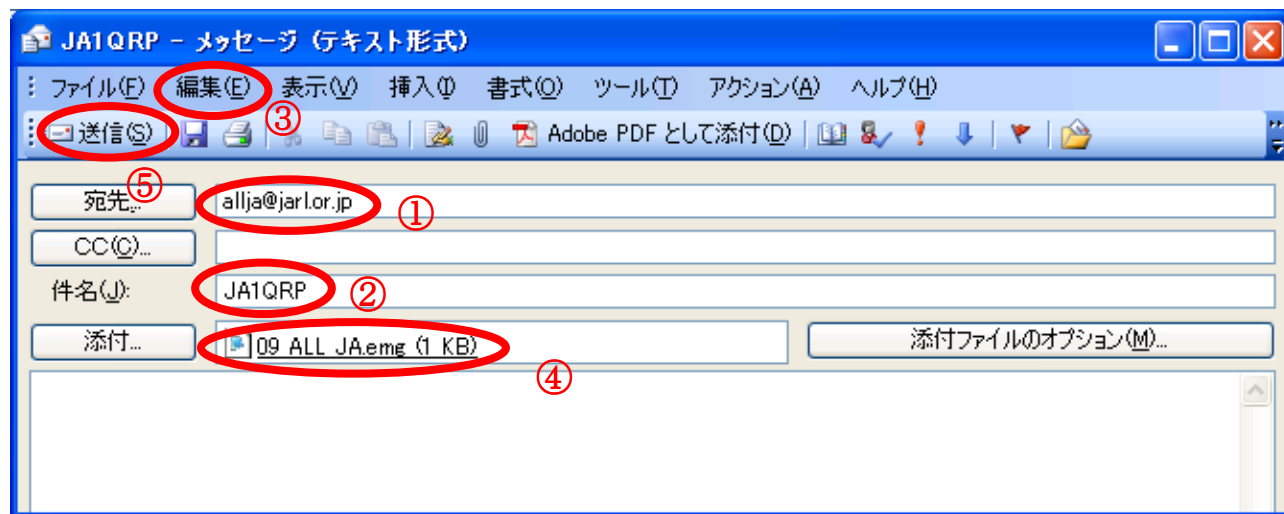 JA1QRP - メッセージ (テキスト形式)
ファイル(F) 編集(E) 表示(V) 挿入(I) 書式(O) ツール(T) アクション(A) ヘルプ(H)
③
送信(S) Adobe PDF として添付(D)
⑤
宛先... allja@jarl.or.jp ①
CC(C)...
件名(J): JA1QRP ②
添付... 09 ALL JA.emg (1 KB) 添付ファイルのオプション(M)...
④